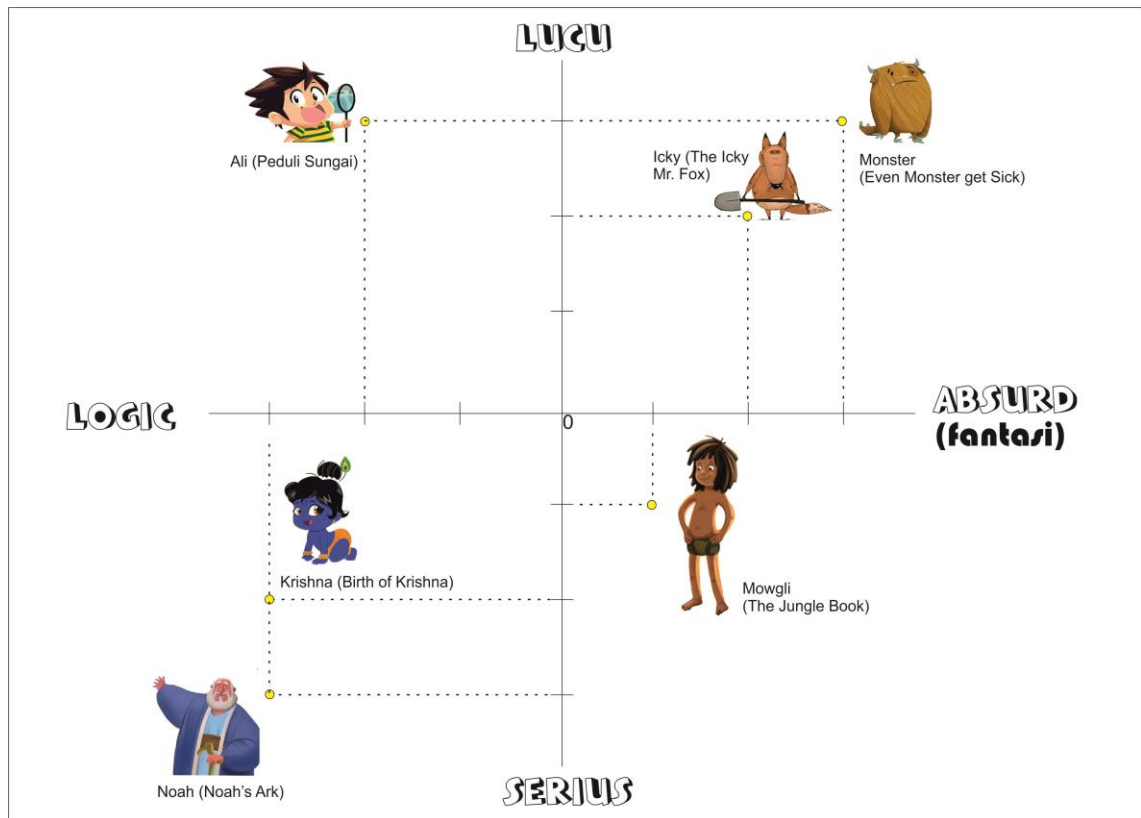 LUCU
Ali (Peduli Sungai)
Icky (The Icky
Mr. Fox)
Monster
(Even Monster get Sick)
LOGIC
0
ABSURD
(fantasi)
Krishna (Birth of Krishna)
Mowgli
(The Jungle Book)
Noah (Noah's Ark)
SERIUS